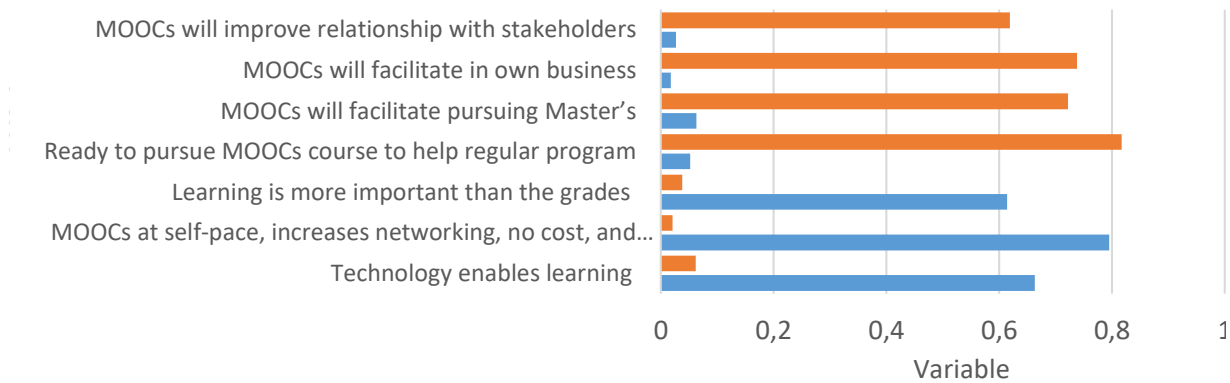 MOOCs will improve relationship with stakeholders
MOOCs will facilitate in own business
MOOCs will facilitate pursuing Master’s
Ready to pursue MOOCs course to help regular program
Learning is more important than the grades
MOOCs at self-pace, increases networking, no cost, and...
Technology enables learning
0 0,2 0,4 0,6 0,8 1
Variable